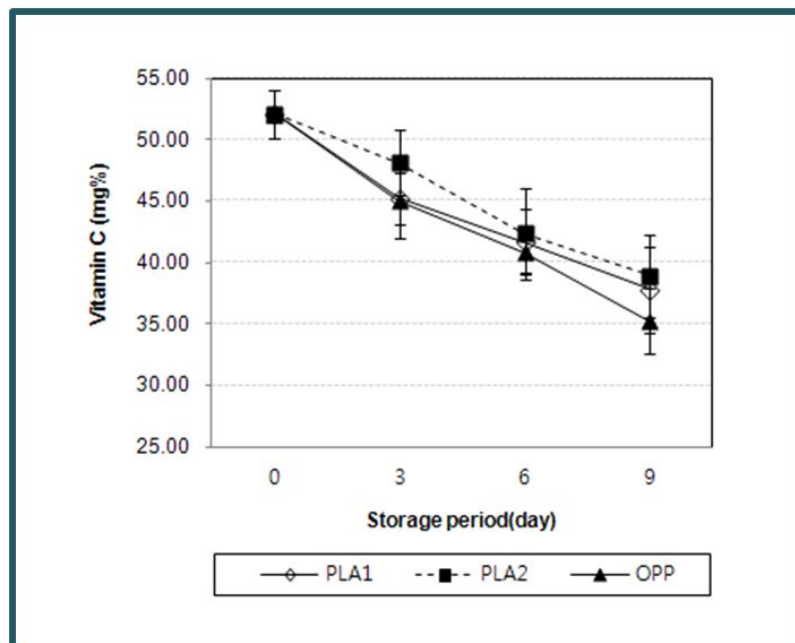 55.00
50.00
45.00
40.00
35.00
30.00
25.00
Vitamin C (mg%)
0 3 6 9
Storage period(day)
PLA1 PLA2 OPP